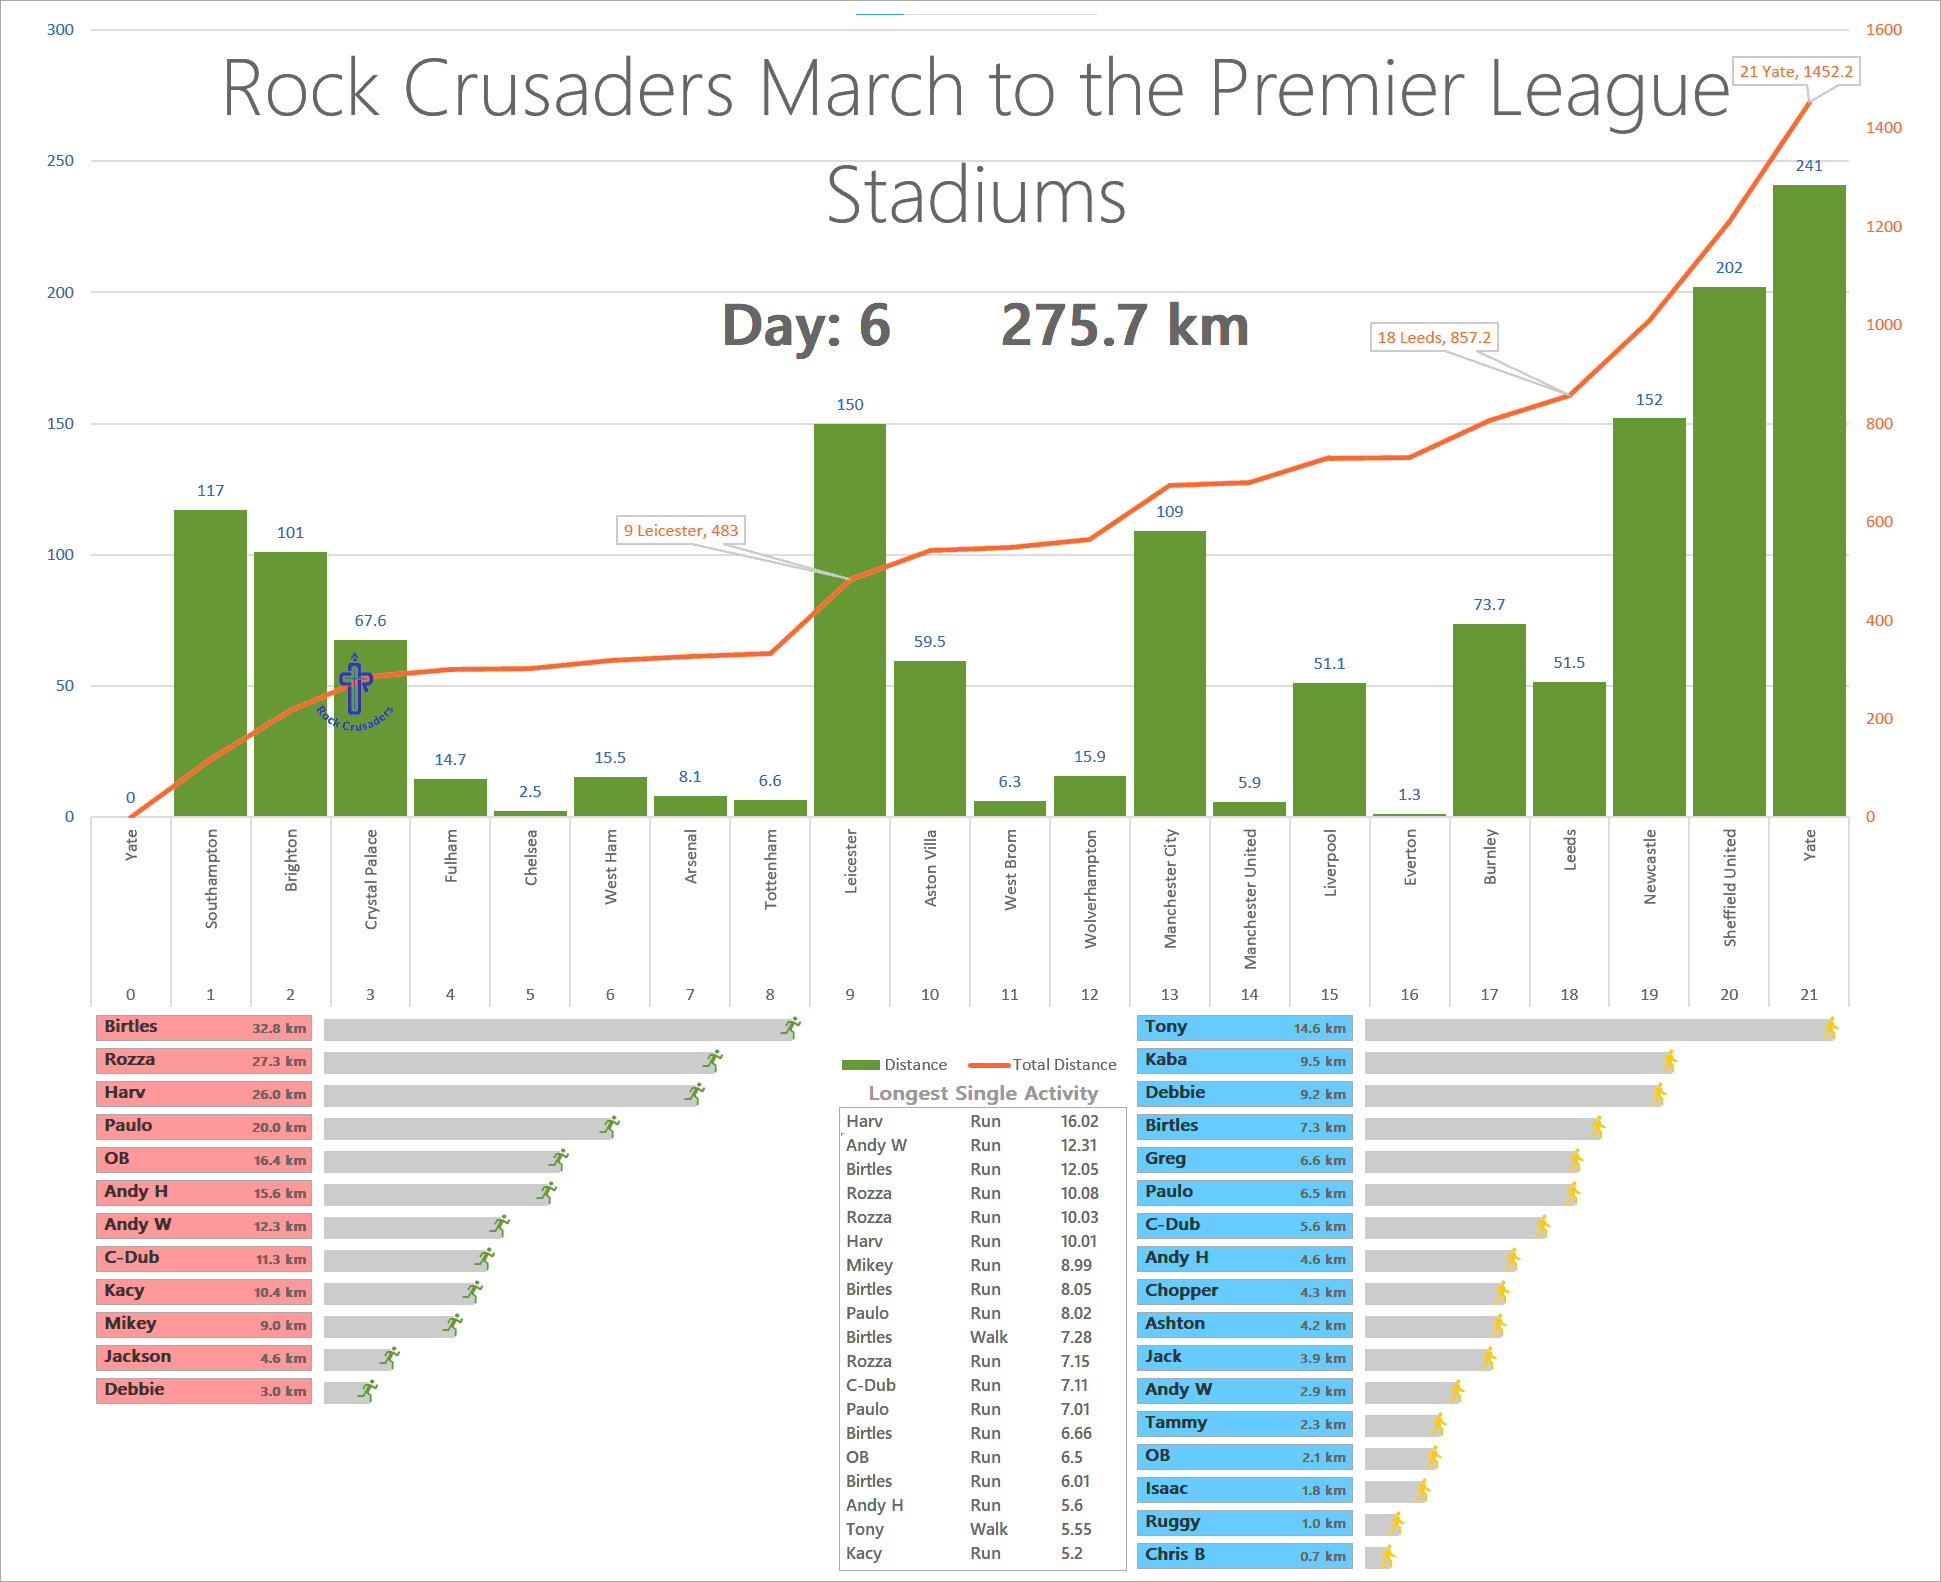 Rock Crusaders March to the Premier League
Stadiums
Day: 6 275.7 km
300
250
200
150
100
50
0
1600
1400
1200
1000
800
600
400
200
0
21 Yate, 1452.2
18 Leeds, 857.2
9 Leicester, 483
0
117
101
67.6
14.7
2.5
15.5
8.1
6.6
150
59.5
6.3
15.9
109
5.9
51.1
1.3
73.7
51.5
152
202
241
Rock Crusaders
Yate
Southampton
Brighton
Crystal Palace
Fulham
Chelsea
West Ham
Arsenal
Tottenham
Leicester
Aston Villa
West Brom
Wolverhampton
Manchester City
Manchester United
Liverpool
Everton
Burnley
Leeds
Newcastle
Sheffield United
Yate
0 1 2 3 4 5 6 7 8 9 10 11 12 13 14 15 16 17 18 19 20 21
Birtles 32.8 km
Rozza 27.3 km
Harv 26.0 km
Paulo 20.0 km
OB 16.4 km
Andy H 15.6 km
Andy W 12.3 km
C-Dub 11.3 km
Kacy 10.4 km
Mikey 9.0 km
Jackson 4.6 km
Debbie 3.0 km
Distance Total Distance
Longest Single Activity
Harv Run 16.02
Andy W Run 12.31
Birtles Run 12.05
Rozza Run 10.08
Rozza Run 10.03
Harv Run 10.01
Mikey Run 8.99
Birtles Run 8.05
Paulo Run 8.02
Birtles Walk 7.28
Rozza Run 7.15
C-Dub Run 7.11
Paulo Run 7.01
Birtles Run 6.66
OB Run 6.5
Birtles Run 6.01
Andy H Run 5.6
Tony Walk 5.55
Kacy Run 5.2
Tony 14.6 km
Kaba 9.5 km
Debbie 9.2 km
Birtles 7.3 km
Greg 6.6 km
Paulo 6.5 km
C-Dub 5.6 km
Andy H 4.6 km
Chopper 4.3 km
Ashton 4.2 km
Jack 3.9 km
Andy W 2.9 km
Tammy 2.3 km
OB 2.1 km
Isaac 1.8 km
Ruggy 1.0 km
Chris B 0.7 km